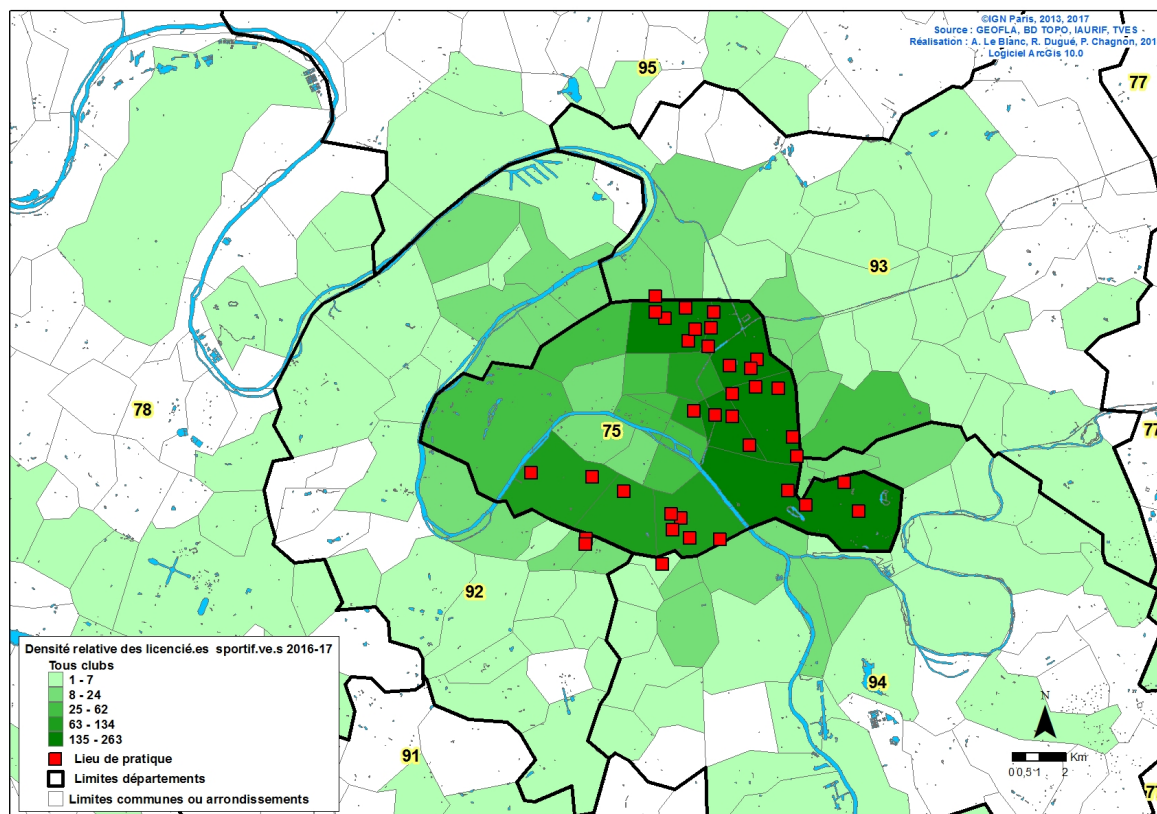 ©IGN Paris, 2013, 2017
Source : GEOFLA, BD TOPO, IAURIF, TVES -
Réalisation : A. Le Blanc, R. Dugué, P. Chagnon, 201
Logiciel ArcGis 10.0
95
77
93
78
77
75
92
94
91
77
N
Km
0 0,5 1 2
Densité relative des licencié.es sportif.ve.s 2016-17
Tous clubs
1 - 7
8 - 24
25 - 62
63 - 134
135 - 263
Lieu de pratique
Limites départements
Limites communes ou arrondissements